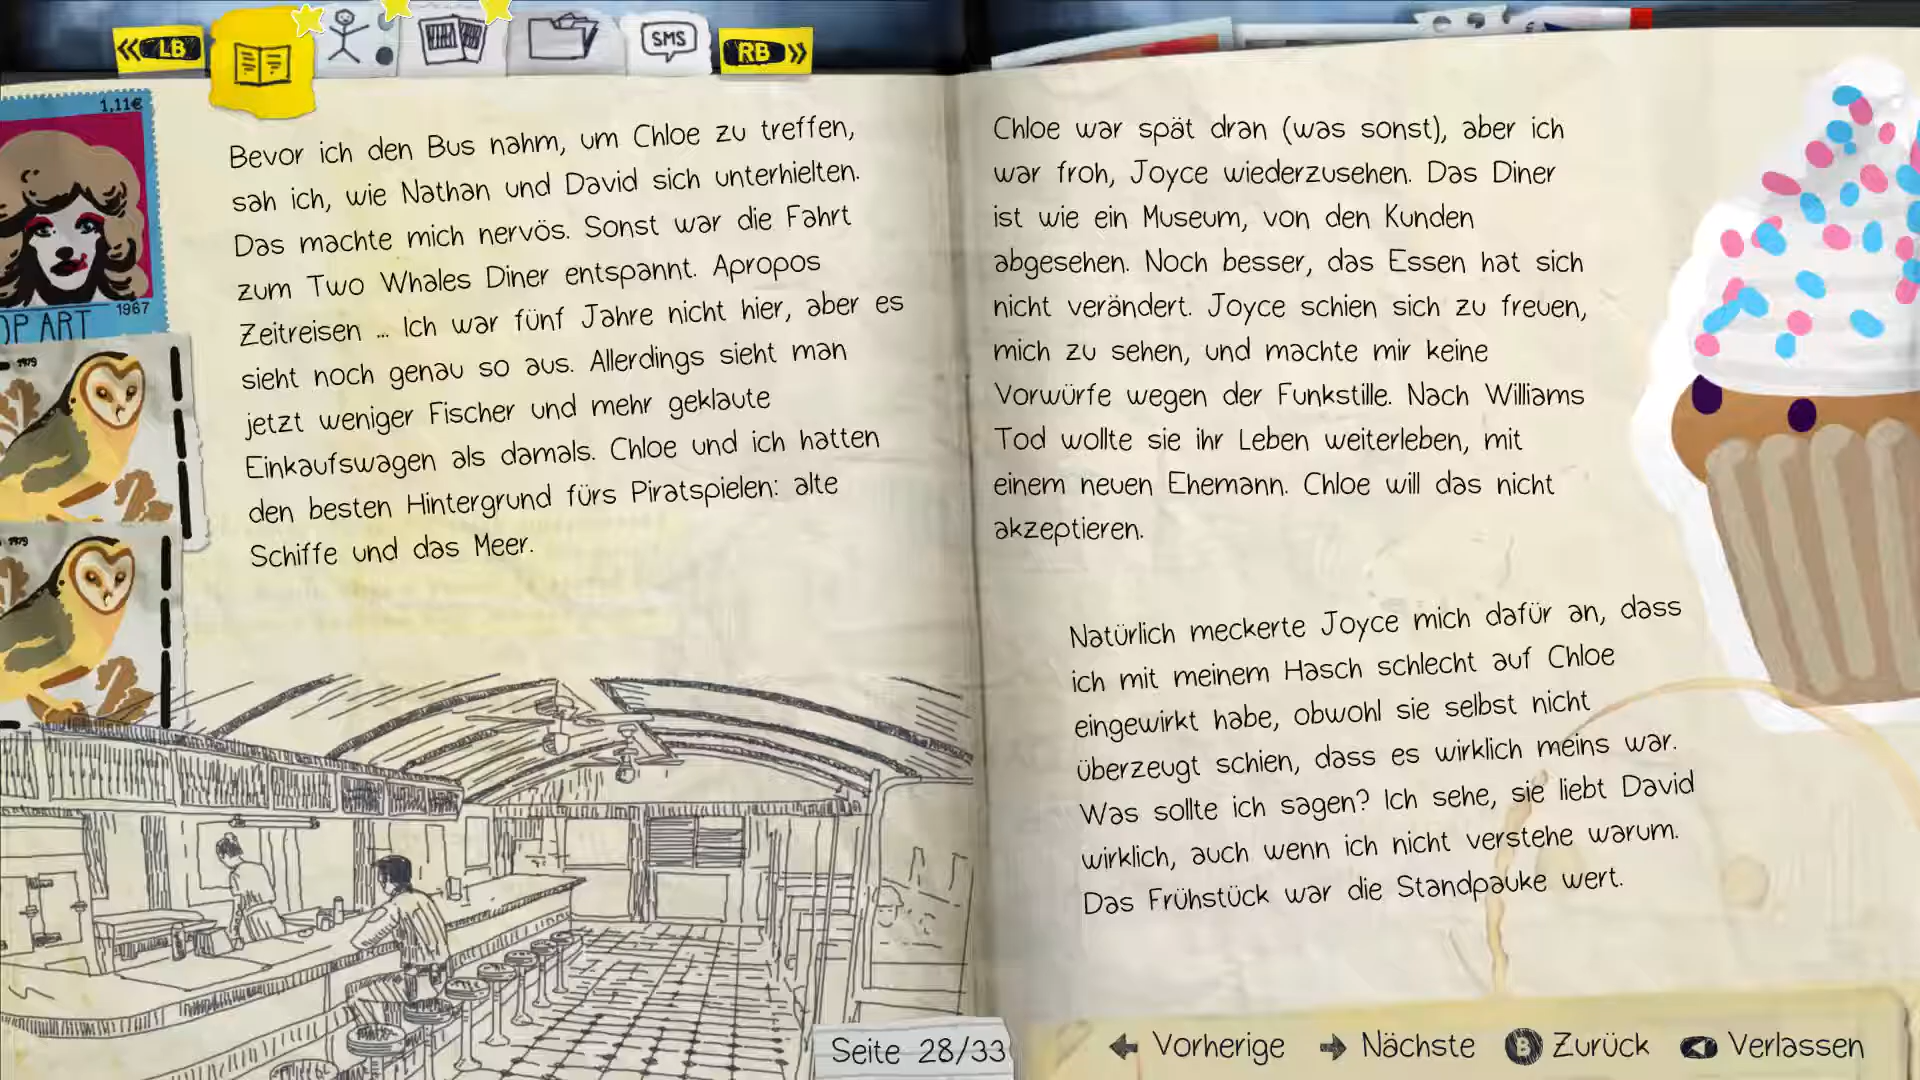 LB
SMS
RB
1,11€
1967
OP ART
1979
1979
Bevor ich den Bus nahm, um Chloe zu treffen,
sah ich, wie Nathan und David sich unterhielten.
Das machte mich nervös. Sonst war die Fahrt
zum Two Whales Diner entspannt. Apropos
Zeitreisen ... Ich war fünf Jahre nicht hier, aber es
sieht noch genau so aus. Allerdings sieht man
jetzt weniger Fischer und mehr geklaute
Einkaufswagen als damals. Chloe und ich hatten
den besten Hintergrund fürs Piratspielen: alte
Schiffe und das Meer.
Chloe war spät dran (was sonst), aber ich
war froh, Joyce wiederzusehen. Das Diner
ist wie ein Museum, von den Kunden
abgesehen. Noch besser, das Essen hat sich
nicht verändert. Joyce schien sich zu freuen,
mich zu sehen, und machte mir keine
Vorwürfe wegen der Funkstille. Nach Williams
Tod wollte sie ihr Leben weiterleben, mit
einem neuen Ehemann. Chloe will das nicht
akzeptieren.
Natürlich meckerte Joyce mich dafür an, dass
ich mit meinem Hasch schlecht auf Chloe
eingewirkt habe, obwohl sie selbst nicht
überzeugt schien, dass es wirklich meins war.
Was sollte ich sagen? Ich sehe, sie liebt David
wirklich, auch wenn ich nicht verstehe warum.
Das Frühstück war die Standpauke wert.
Seite 28/33
Vorherige
Nächste
B Zurück
Verlassen